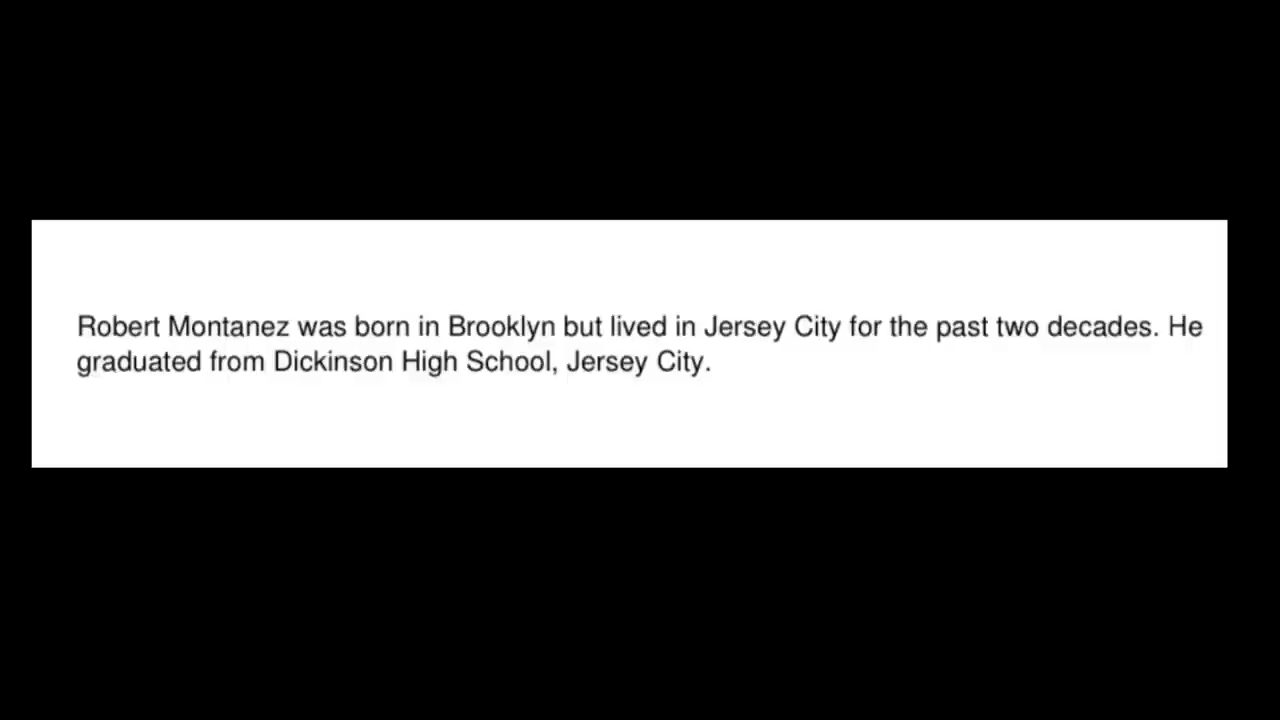 Robert Montanez was born in Brooklyn but lived in Jersey City for the past two decades. He
graduated from Dickinson High School, Jersey City.